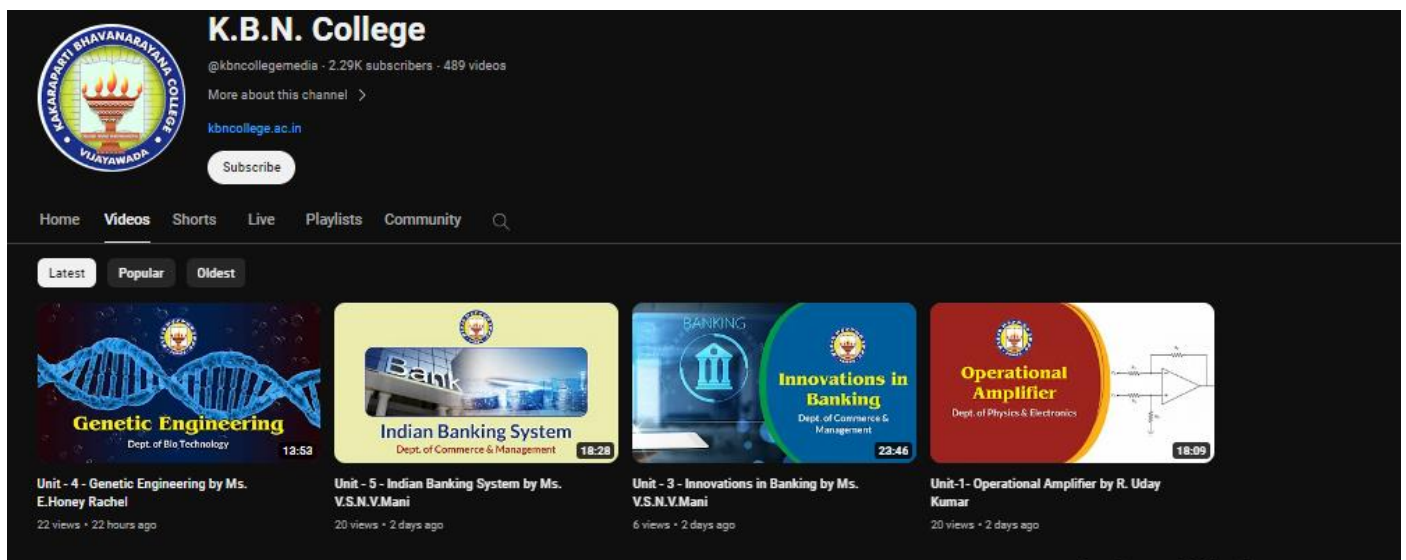 KAKARAPARTI BHAVANARAYANA COLLEGE
VIJAYAWADA
K.B.N. College
@kbncollegemedia · 2.29K subscribers · 489 videos
More about this channel >
kbncollege.ac.in
Subscribe
Home Videos Shorts Live Playlists Community
Latest Popular Oldest
Genetic Engineering
Dept. of Bio Technology
13:53
Bank
Indian Banking System
Dept. of Commerce & Management
18:28
BANKING
Innovations in
Banking
Dept. of Commerce &
Management
23:46
Operational
Amplifier
Dept. of Physics & Electronics
18:09
Unit - 4 - Genetic Engineering by Ms.
E.Honey Rachel
22 views • 22 hours ago
Unit - 5 - Indian Banking System by Ms.
V.S.N.V.Mani
20 views • 2 days ago
Unit - 3 - Innovations in Banking by Ms.
V.S.N.V.Mani
6 views • 2 days ago
Unit-1- Operational Amplifier by R. Uday
Kumar
20 views • 2 days ago